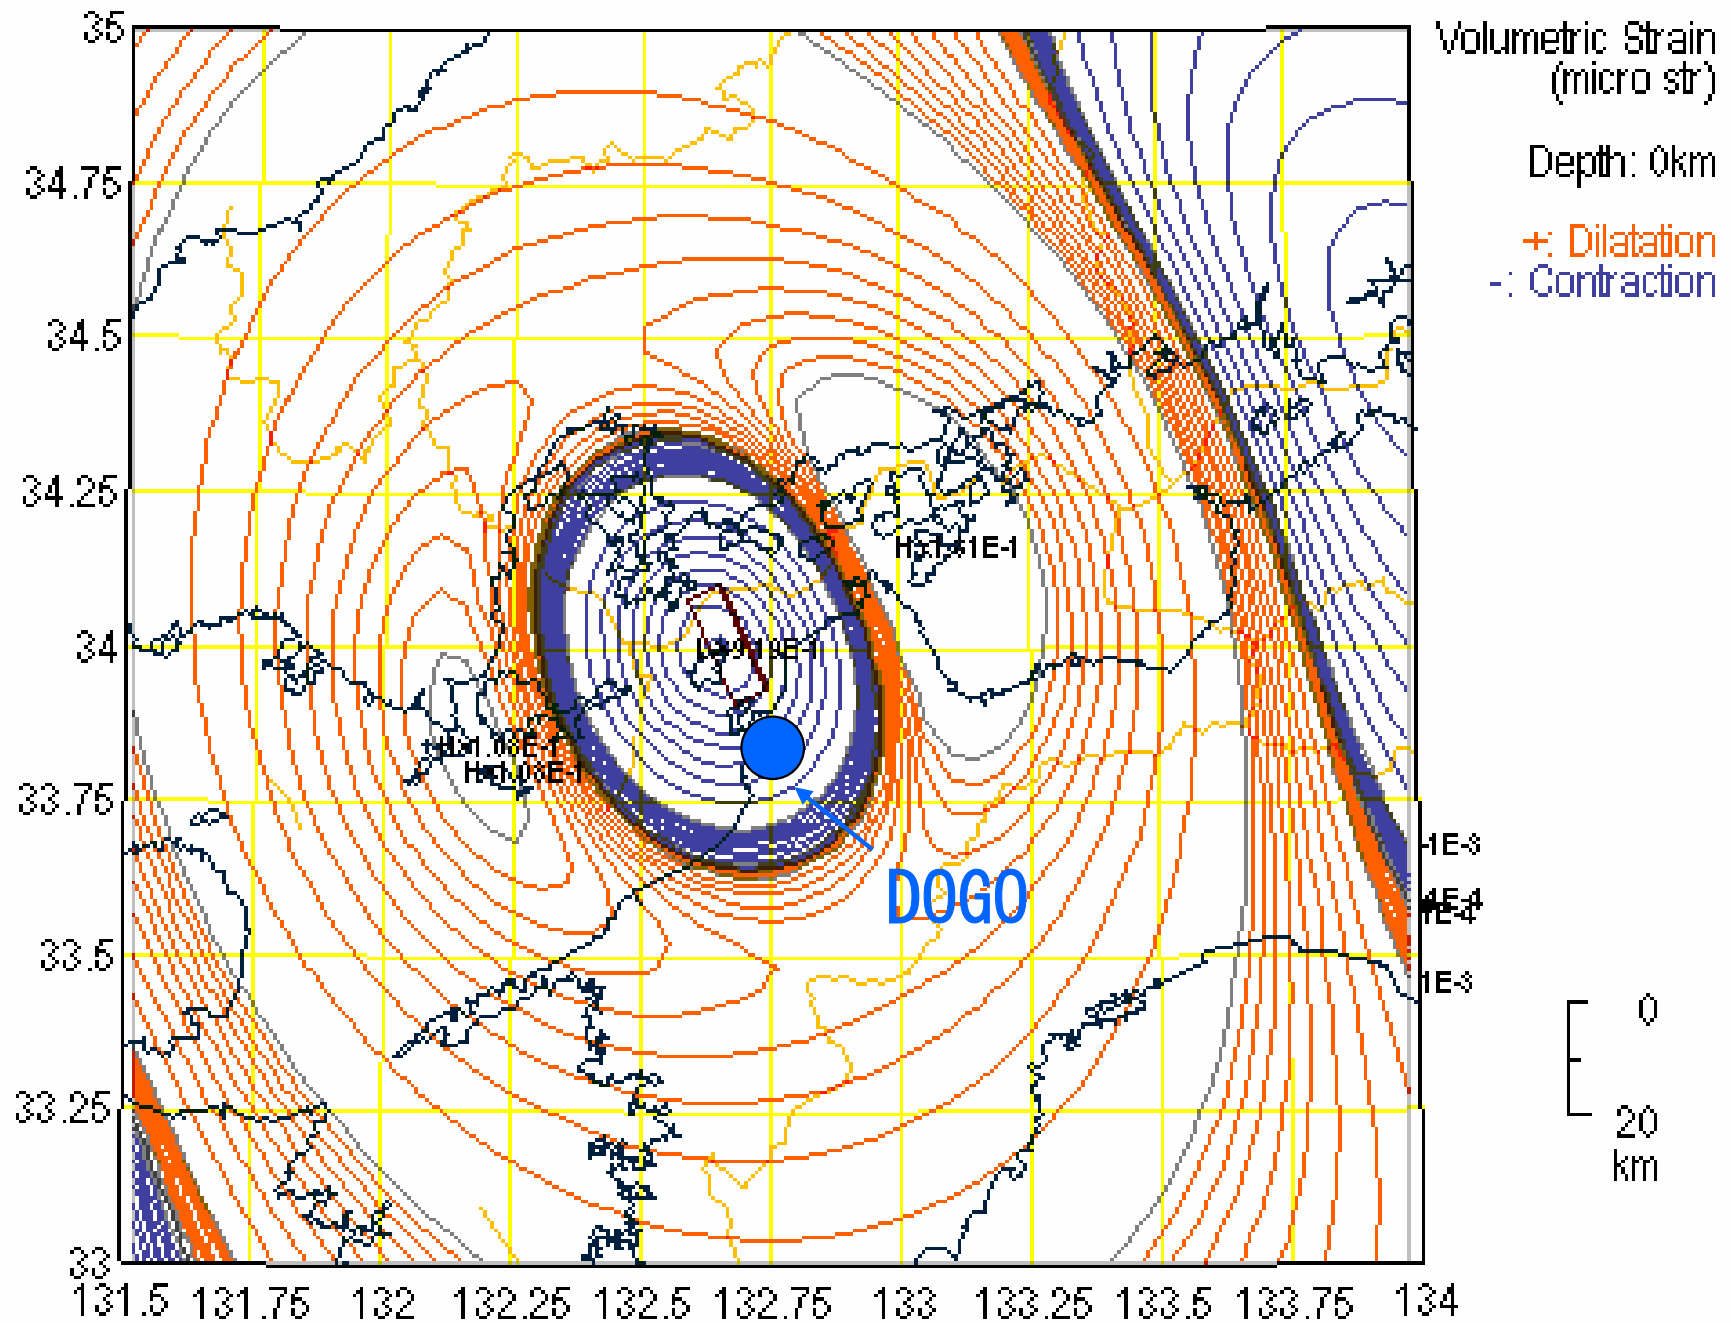 35
Volumetric Strain
(micro str)
Depth: 0km
+: Dilatation
-: Contraction
34.75
34.5
34.25
34
33.75
33.5
33.25
33
-1E-3
1E-3
DOGO
0
20
km
131.5 131.75 132 132.25 132.5 132.75 133 133.25 133.5 133.75 134